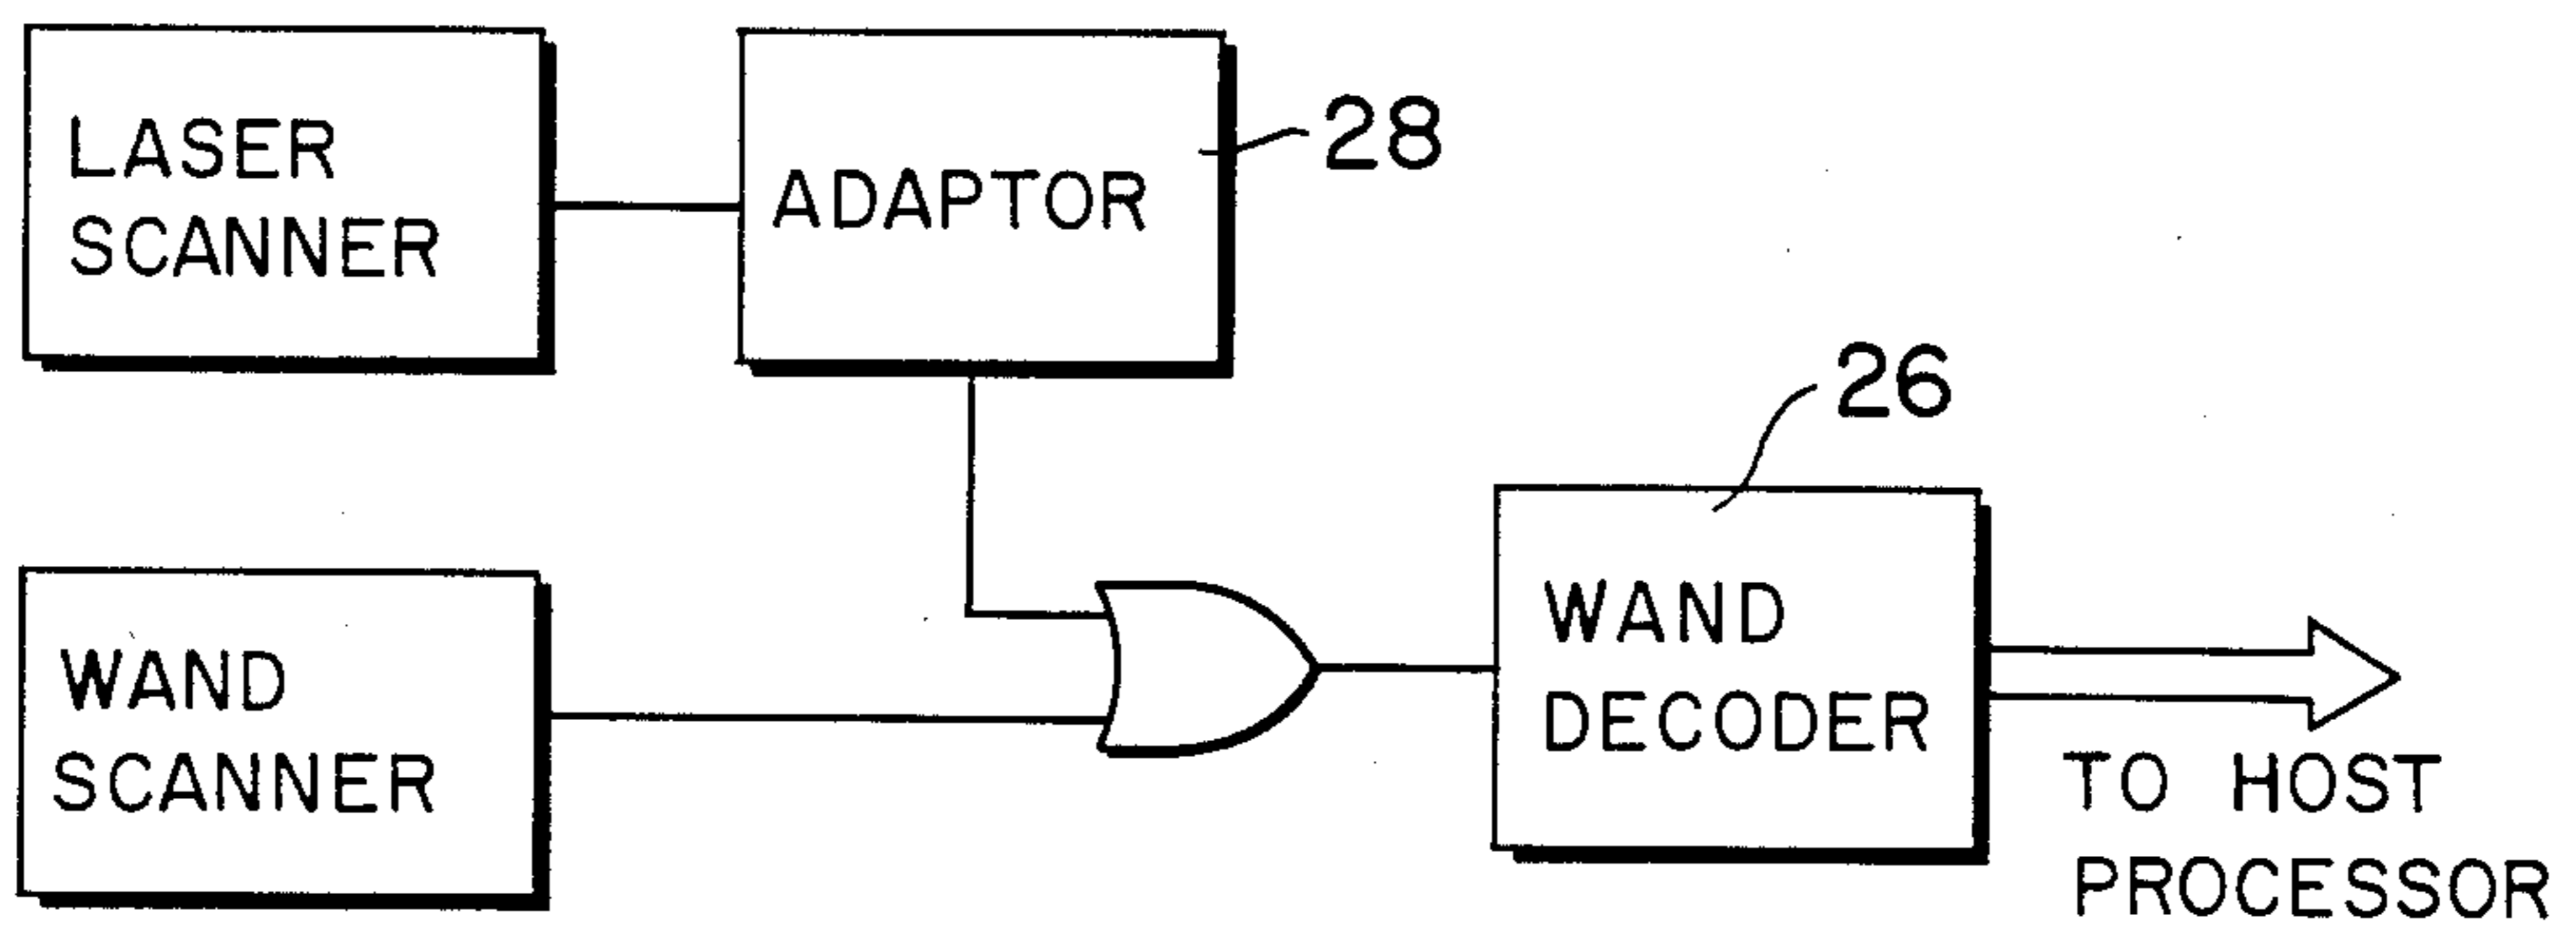 LASER
SCANNER
ADAPTOR
28
26
WAND
SCANNER
WAND
DECODER
TO HOST
PROCESSOR